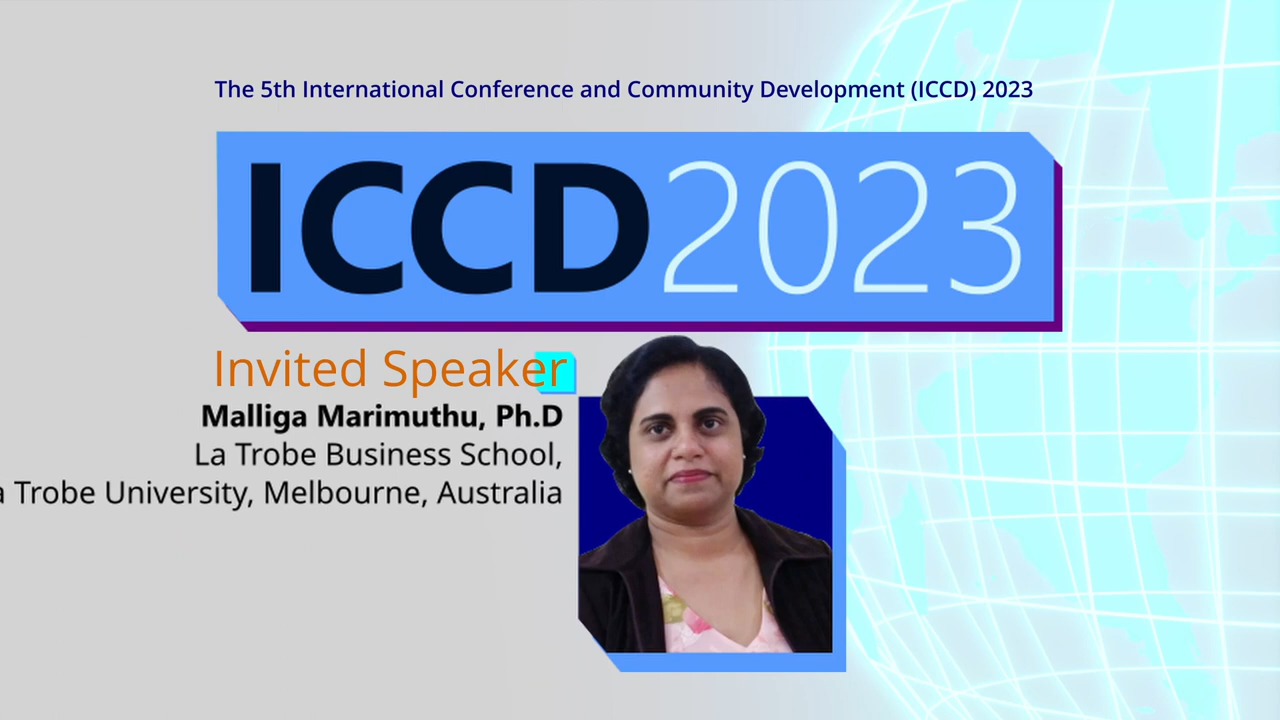 The 5th International Conference and Community Development (ICCD) 2023
ICCD2023
Invited Speaker
Malliga Marimuthu, Ph.D
La Trobe Business School,
a Trobe University, Melbourne, Australia